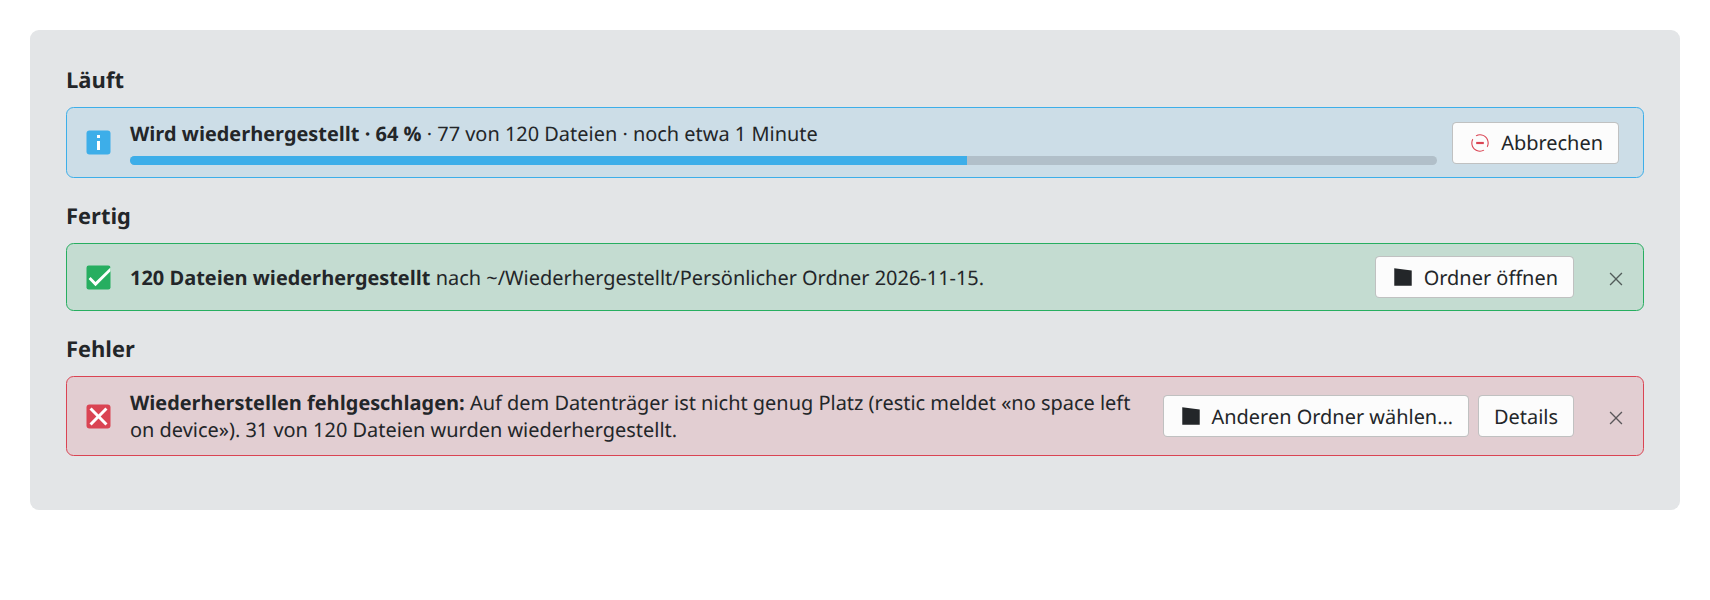 Läuft
Wird wiederhergestellt · 64 % · 77 von 120 Dateien · noch etwa 1 Minute
Abbrechen
Fertig
120 Dateien wiederhergestellt nach ~/Wiederhergestellt/Persönlicher Ordner 2026-11-15.
Ordner öffnen
Fehler
Wiederherstellen fehlgeschlagen: Auf dem Datenträger ist nicht genug Platz (restic meldet «no space left
on device»). 31 von 120 Dateien wurden wiederhergestellt.
Anderen Ordner wählen...
Details